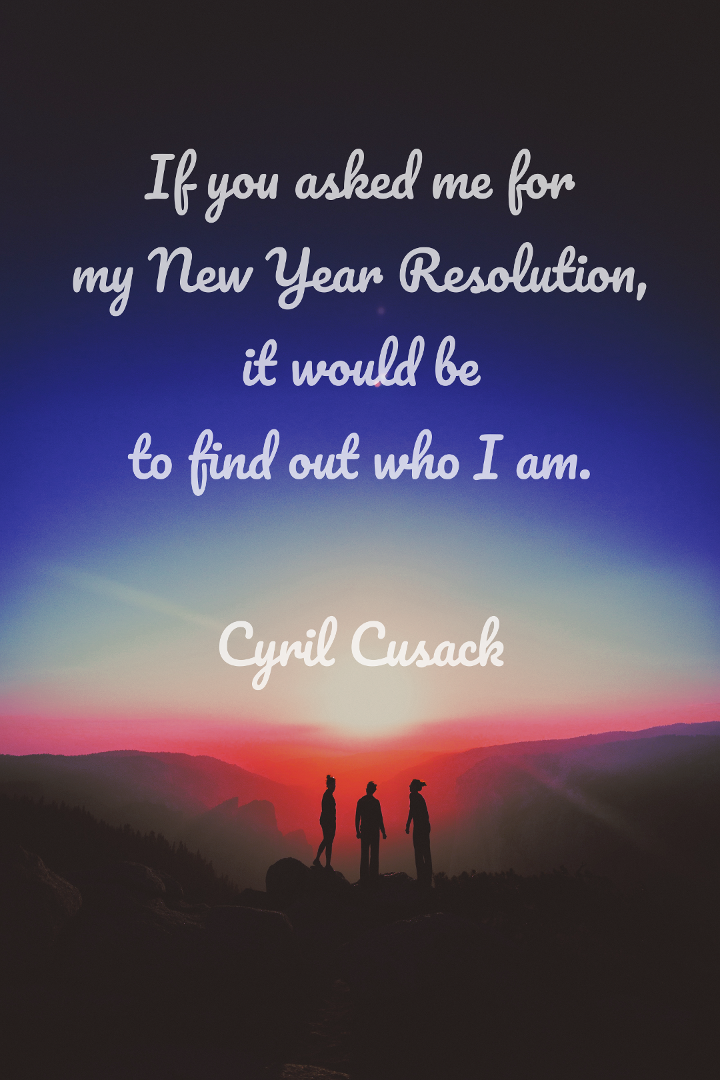 If you asked me for
my New Year Resolution,
it would be
to find out who I am.
Cyril Cusack